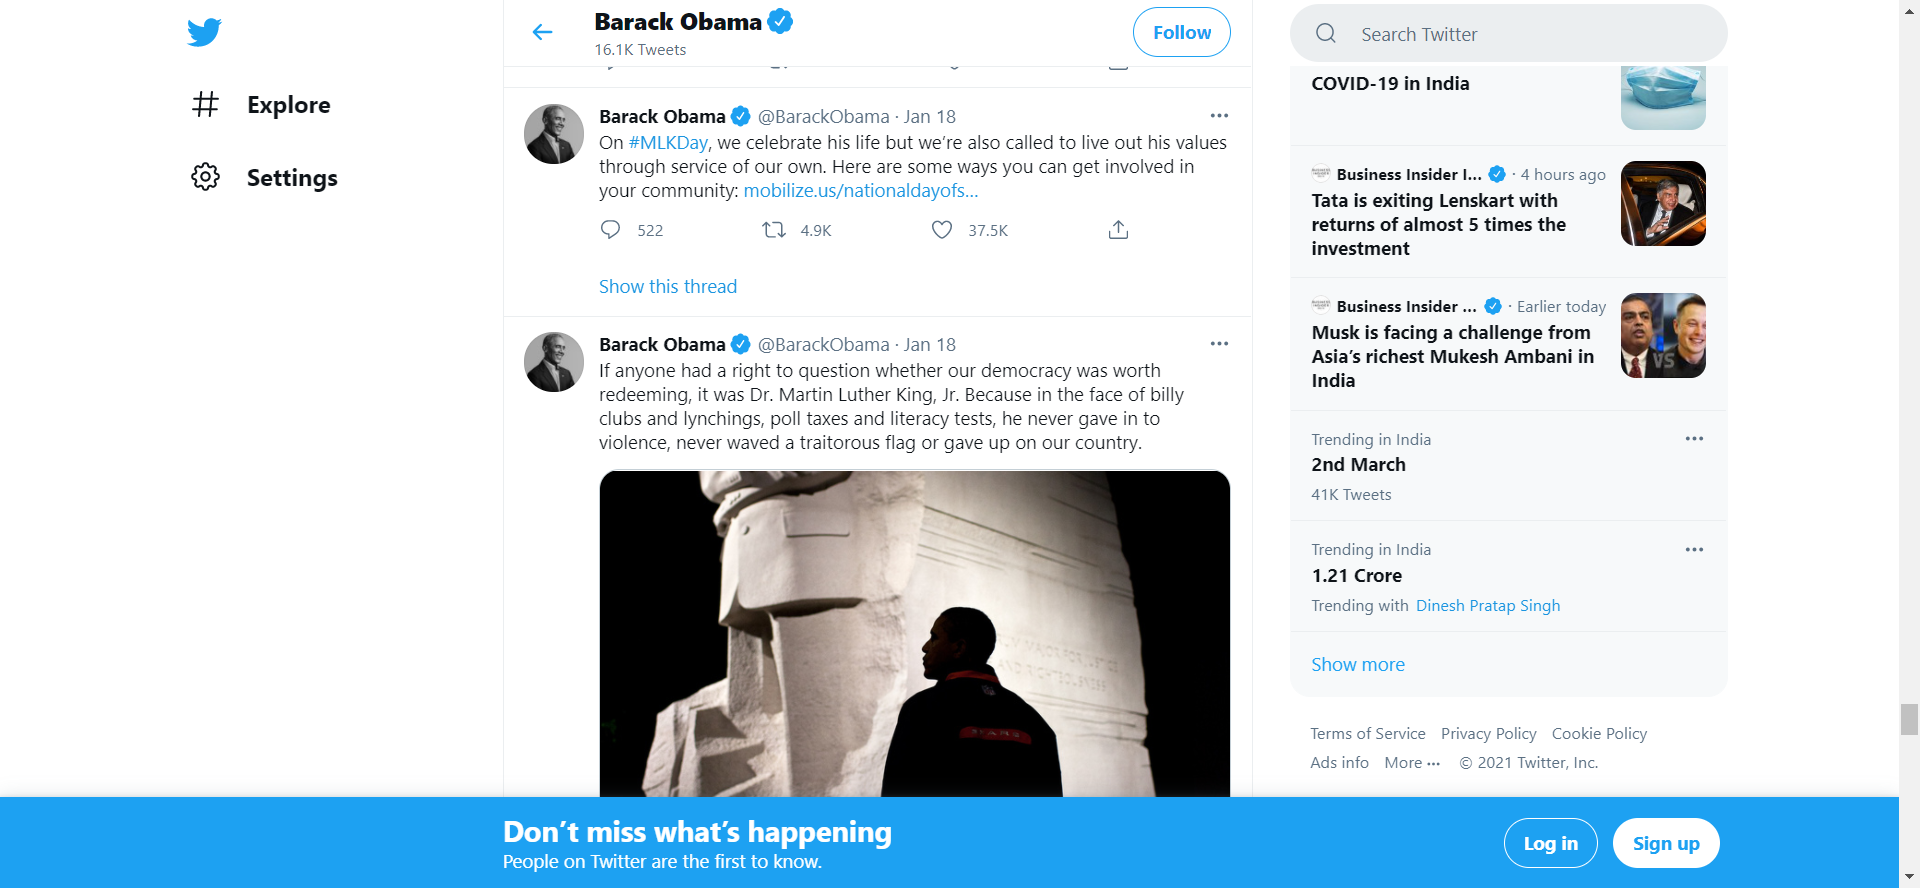 Explore
Settings
Barack Obama
16.1K Tweets
Follow
Barack Obama @BarackObama · Jan 18
On #MLKDay, we celebrate his life but we’re also called to live out his values
through service of our own. Here are some ways you can get involved in
your community: mobilize.us/nationaldayofs...
522 4.9K 37.5K
Show this thread
Barack Obama @BarackObama · Jan 18
If anyone had a right to question whether our democracy was worth
redeeming, it was Dr. Martin Luther King, Jr. Because in the face of billy
clubs and lynchings, poll taxes and literacy tests, he never gave in to
violence, never waved a traitorous flag or gave up on our country.
Search Twitter
COVID-19 in India
Business Insider I... · 4 hours ago
Tata is exiting Lenskart with
returns of almost 5 times the
investment
Business Insider ... · Earlier today
Musk is facing a challenge from
Asia’s richest Mukesh Ambani in
India
VS
Trending in India
2nd March
41K Tweets
Trending in India
1.21 Crore
Trending with Dinesh Pratap Singh
Show more
Terms of Service Privacy Policy Cookie Policy
Ads info More ··· © 2021 Twitter, Inc.
Don’t miss what’s happening
People on Twitter are the first to know.
Log in
Sign up